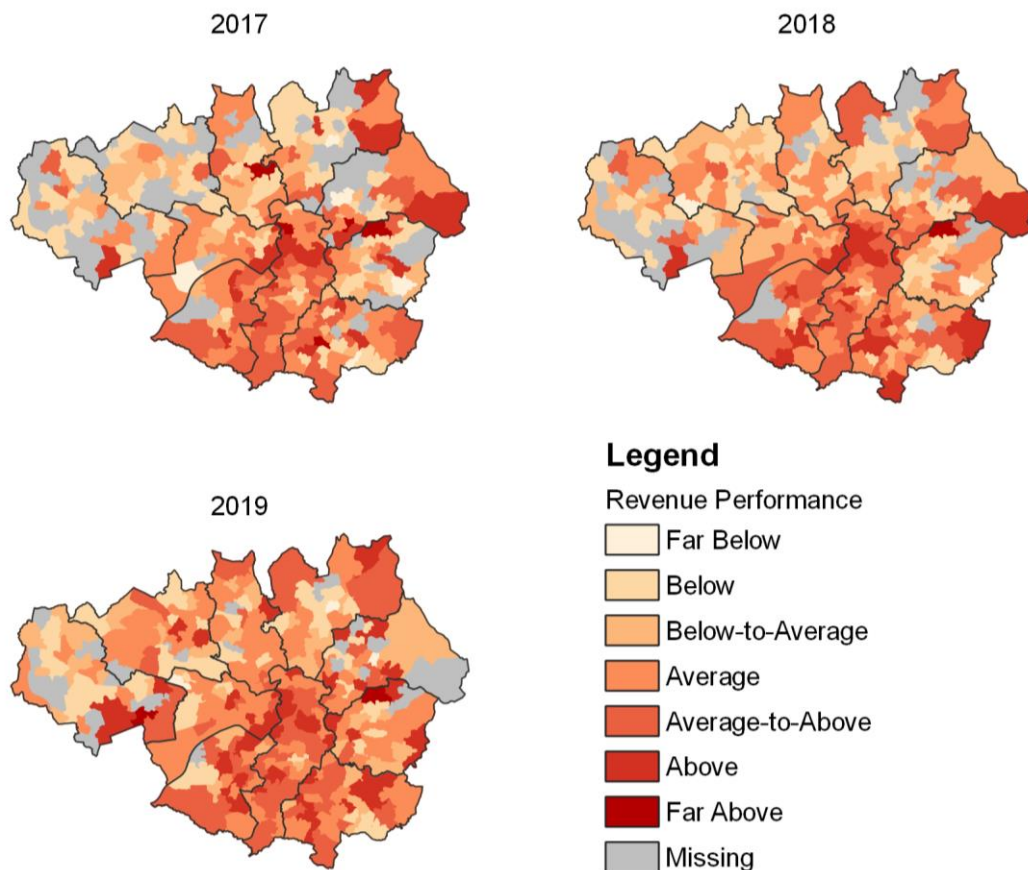 2017
2018
2019
Legend
Revenue Performance
Far Below
Below
Below-to-Average
Average
Average-to-Above
Above
Far Above
Missing